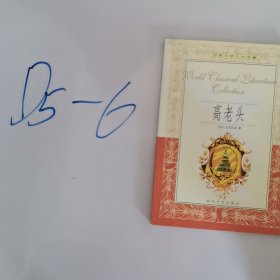 D5-6
World Classical Literature
Collection
高老头